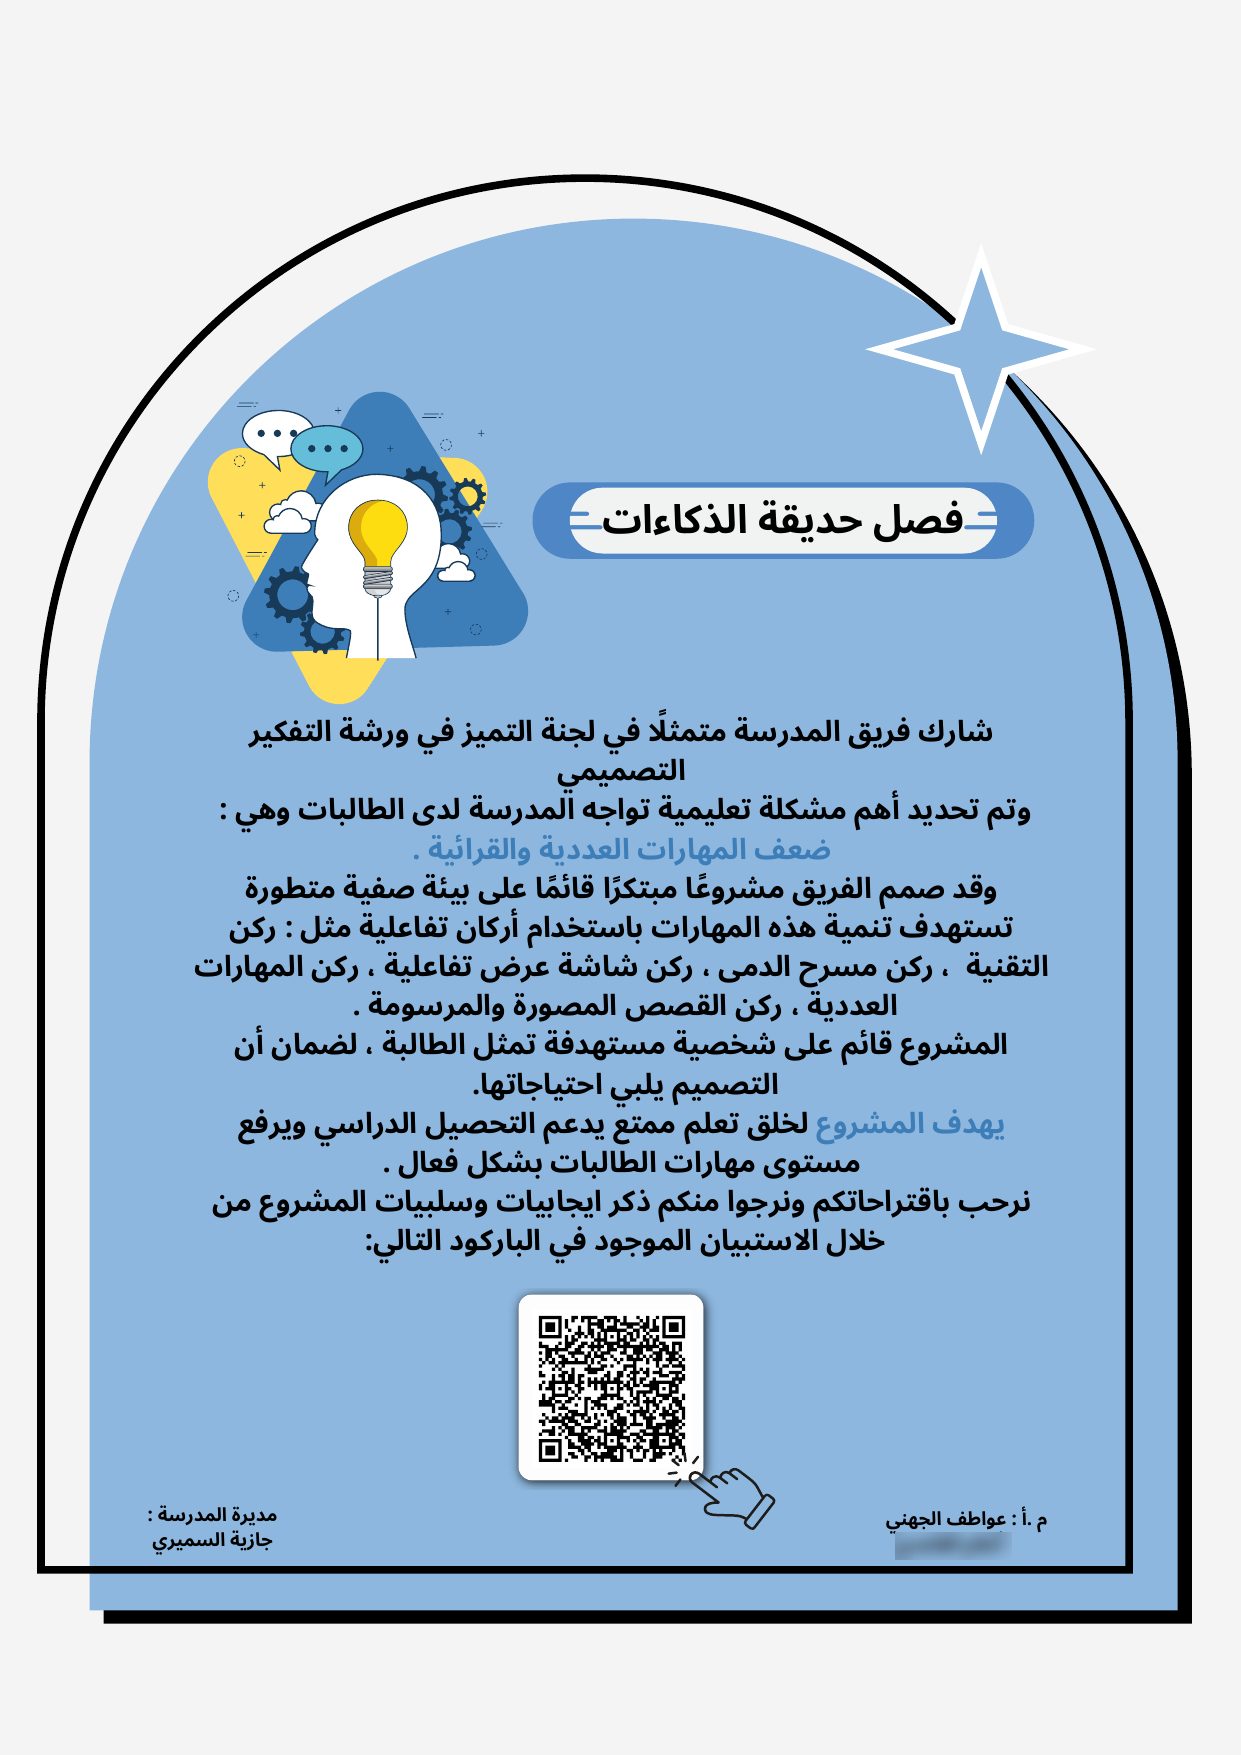 فصل حديقة الذكاءات
شارك فريق المدرسة متمثلًا في لجنة التميز في ورشة التفكير
التصميمي
وتم تحديد أهم مشكلة تعليمية تواجه المدرسة لدى الطالبات وهي :
ضعف المهارات العددية والقرائية .
وقد صمم الفريق مشروعًا مبتكرًا قائمًا على بيئة صفية متطورة
تستهدف تنمية هذه المهارات باستخدام أركان تفاعلية مثل : ركن
التقنية ، ركن مسرح الدمى ، ركن شاشة عرض تفاعلية ، ركن المهارات
العددية ، ركن القصص المصورة والمرسومة .
المشروع قائم على شخصية مستهدفة تمثل الطالبة ، لضمان أن
التصميم يلبي احتياجاتها.
يهدف المشروع لخلق تعلم ممتع يدعم التحصيل الدراسي ويرفع
مستوى مهارات الطالبات بشكل فعال .
نرحب باقتراحاتكم ونرجوا منكم ذكر ايجابيات وسلبيات المشروع من
خلال الاستبيان الموجود في الباركود التالي:
م .أ : عواطف الجهني
مديرة المدرسة :
جازية السميري